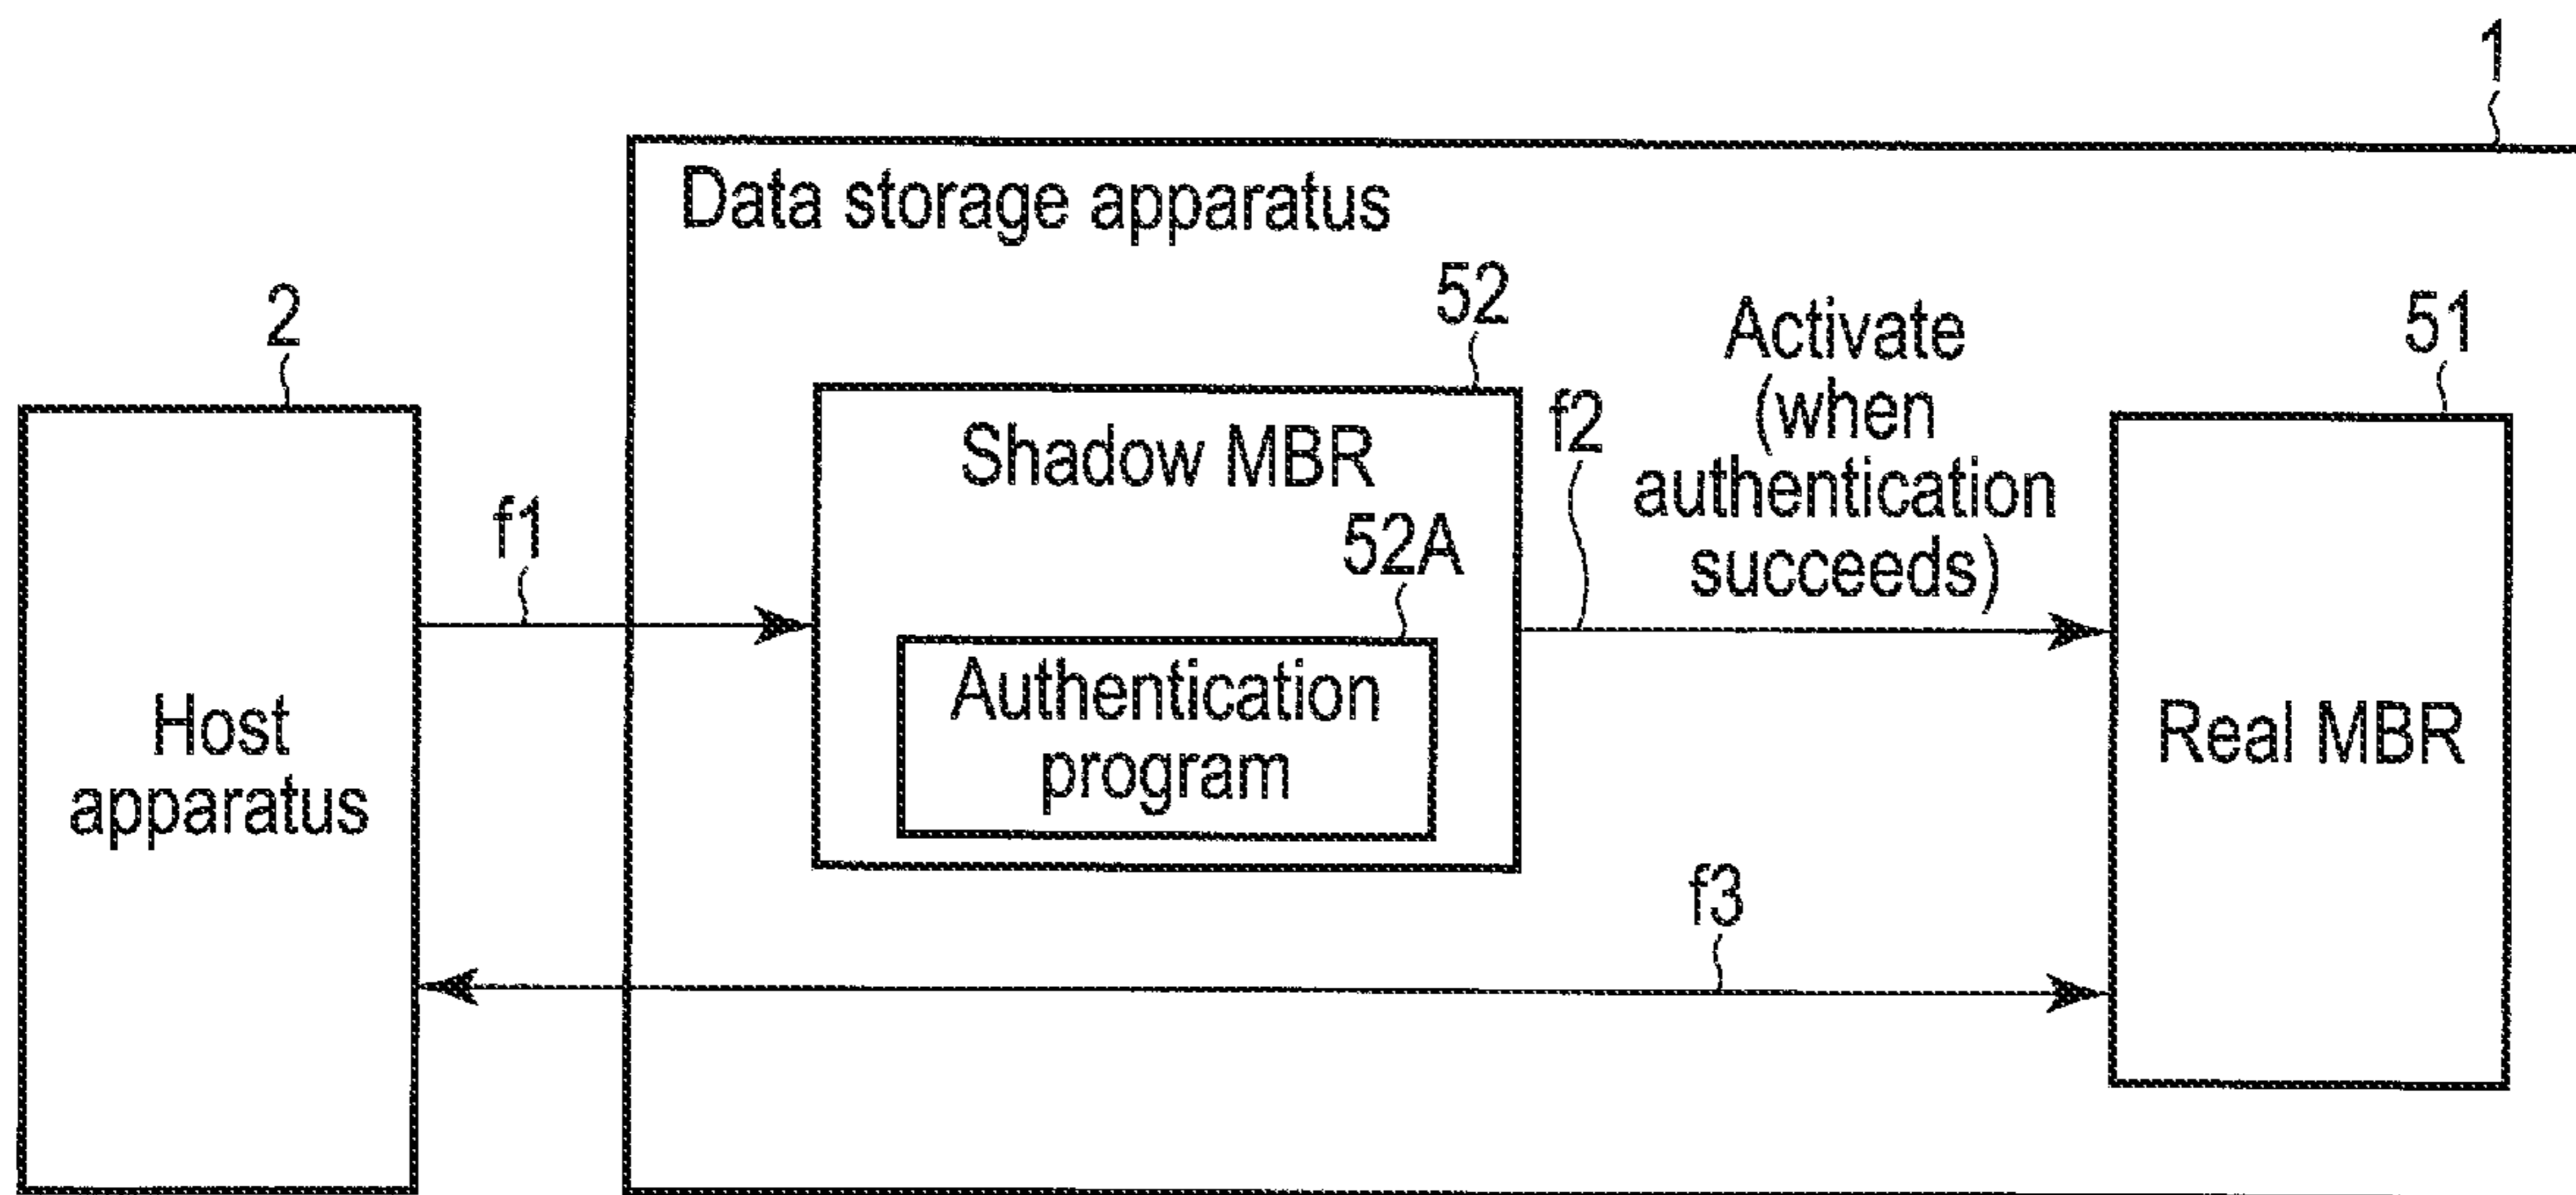 1
Data storage apparatus
2
52
51
Activate
(when
authentication
succeeds)
f2
Shadow MBR
f1
52A
Authentication
program
Host
apparatus
Real MBR
f3